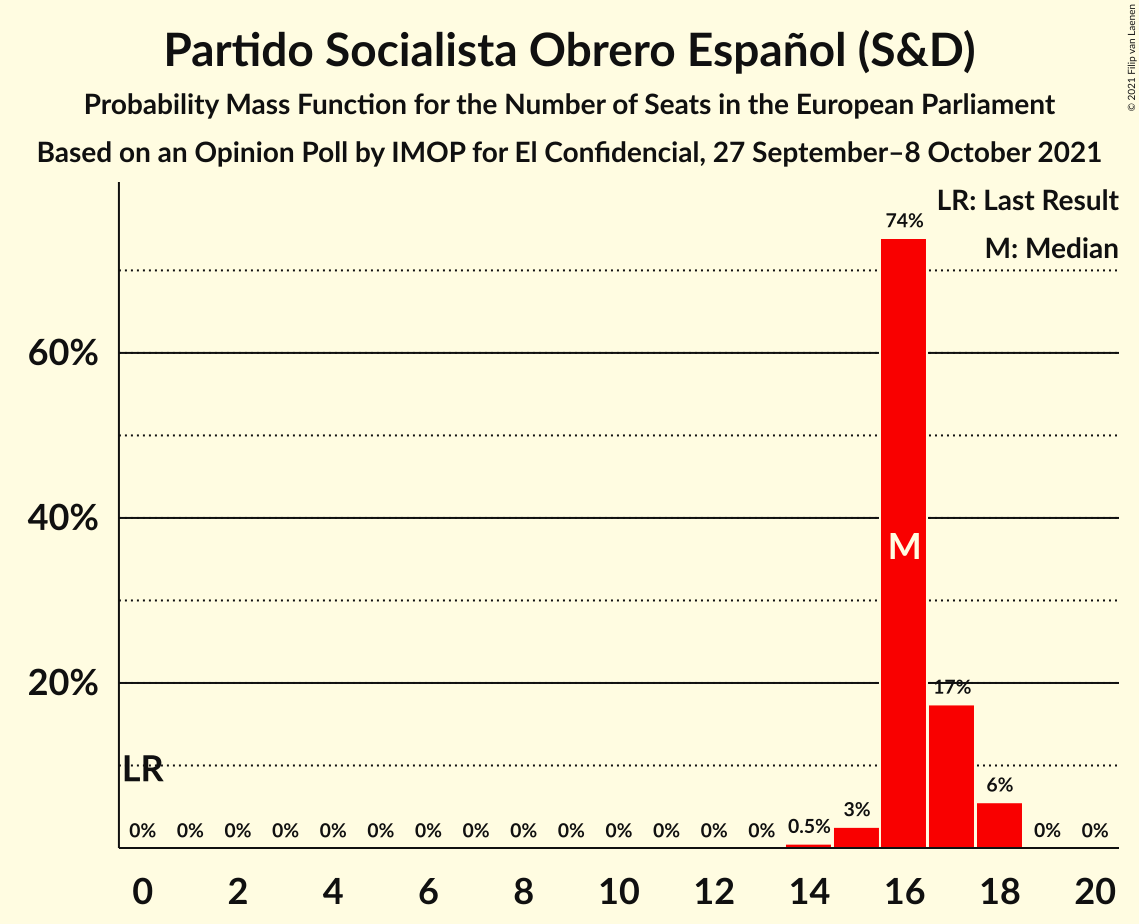 Partido Socialista Obrero Español (S&D)
Probability Mass Function for the Number of Seats in the European Parliament
Based on an Opinion Poll by IMOP for El Confidencial, 27 September–8 October 2021
© 2021 Filip van Laenen
LR: Last Result
M: Median
74%
60%
40%
M
20%
17%
LR
6%
3%
0% 0% 0% 0% 0% 0% 0% 0% 0% 0% 0% 0% 0% 0% 0.5% 0% 0%
0 2 4 6 8 10 12 14 16 18 20